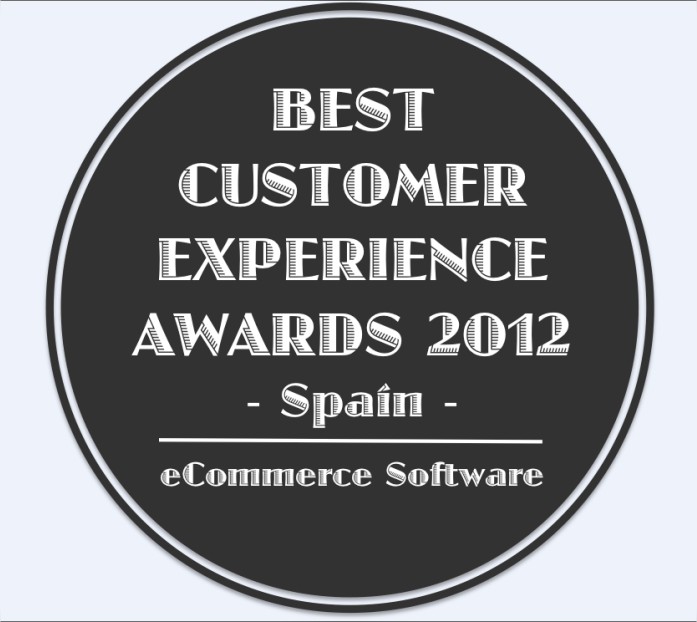 BEST
CUSTOMER
EXPERIENCE
AWARDS 2012
- Spain -
eCommerce Software